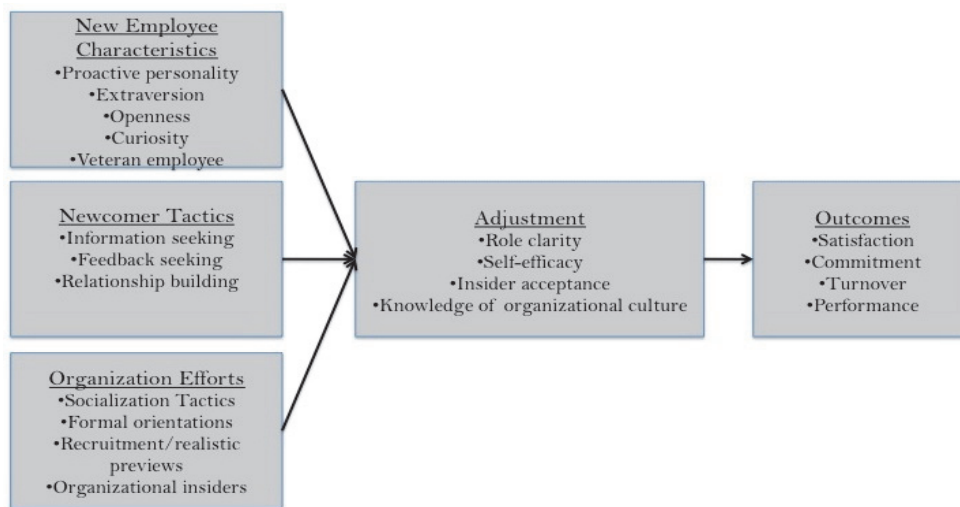 New Employee
Characteristics
•Proactive personality
•Extraversion
•Openness
•Curiosity
•Veteran employee
Newcomer Tactics
•Information seeking
•Feedback seeking
•Relationship building
Organization Efforts
•Socialization Tactics
•Formal orientations
•Recruitment/realistic
previews
•Organizational insiders
Adjustment
•Role clarity
•Self-efficacy
•Insider acceptance
•Knowledge of organizational culture
Outcomes
•Satisfaction
•Commitment
•Turnover
•Performance